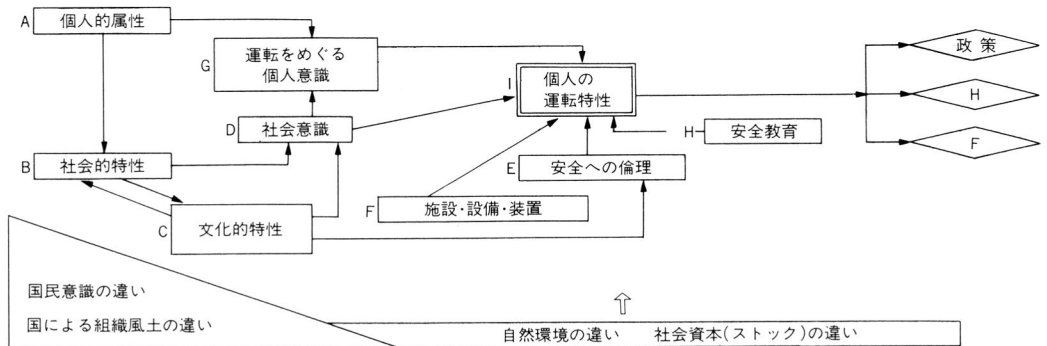 A 個人的属性
G 運転をめぐる
個人意識
I 個人の
運転特性
D 社会意識
H 安全教育
B 社会的特性
E 安全への倫理
F 施設・設備・装置
C 文化的特性
政策
H
F
国民意識の違い
国による組織風土の違い
自然環境の違い 社会資本(ストック)の違い